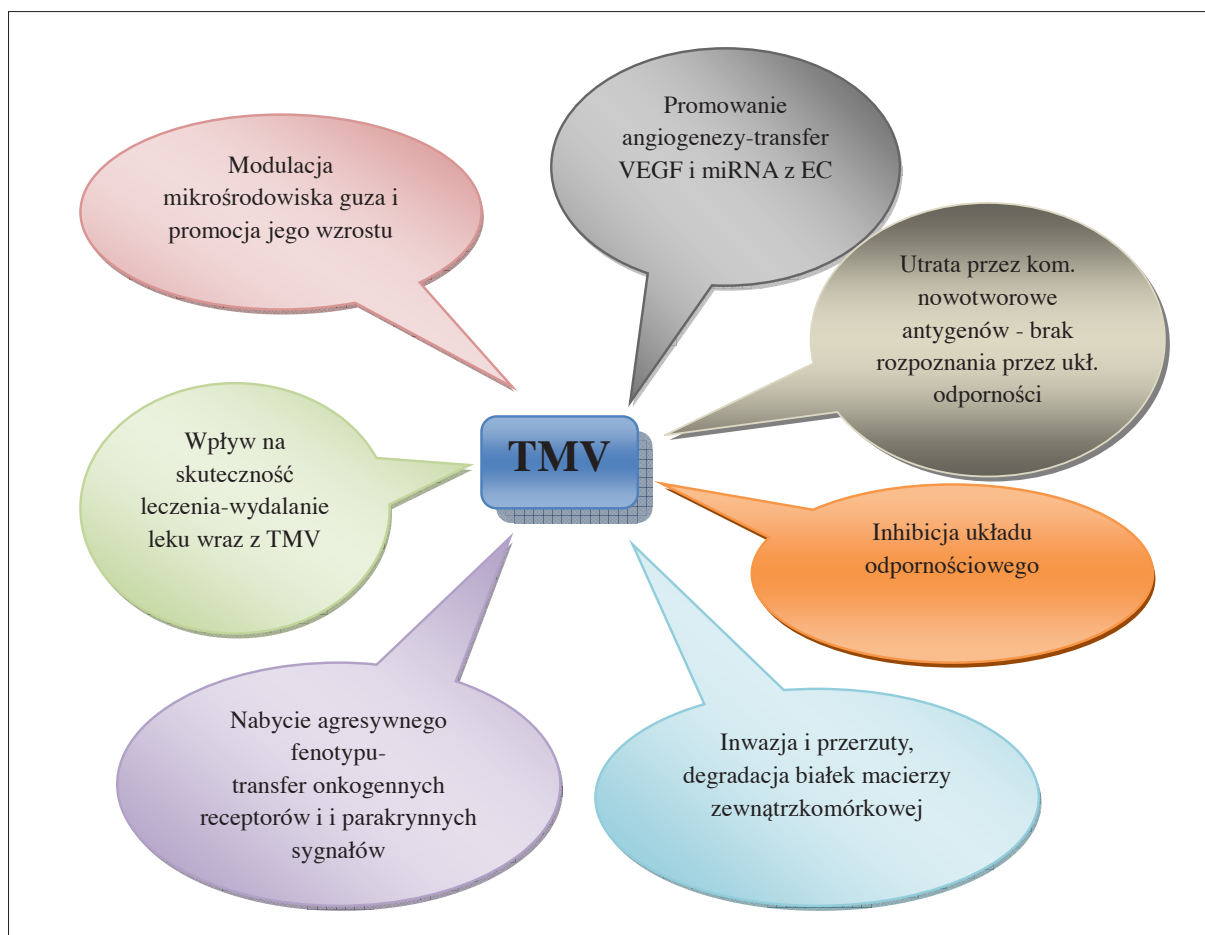 Promowanie
angiogenezy-transfer
VEGF i miRNA z EC
Modulacja
mikrośrodowiska guza i
promocja jego wzrostu
Utrata przez kom.
nowotworowe
antygenów - brak
rozpoznania przez ukł.
odporności
Wpływ na
skuteczność
leczenia-wydalanie
leku wraz z TMV
TMV
Inhibicja układu
odpornościowego
Nabycie agresywnego
fenotypu-
transfer onkogennych
receptorów i i parakrynnych
sygnałów
Inwazja i przerzuty,
degradacja białek macierzy
zewnątrzkomórkowej